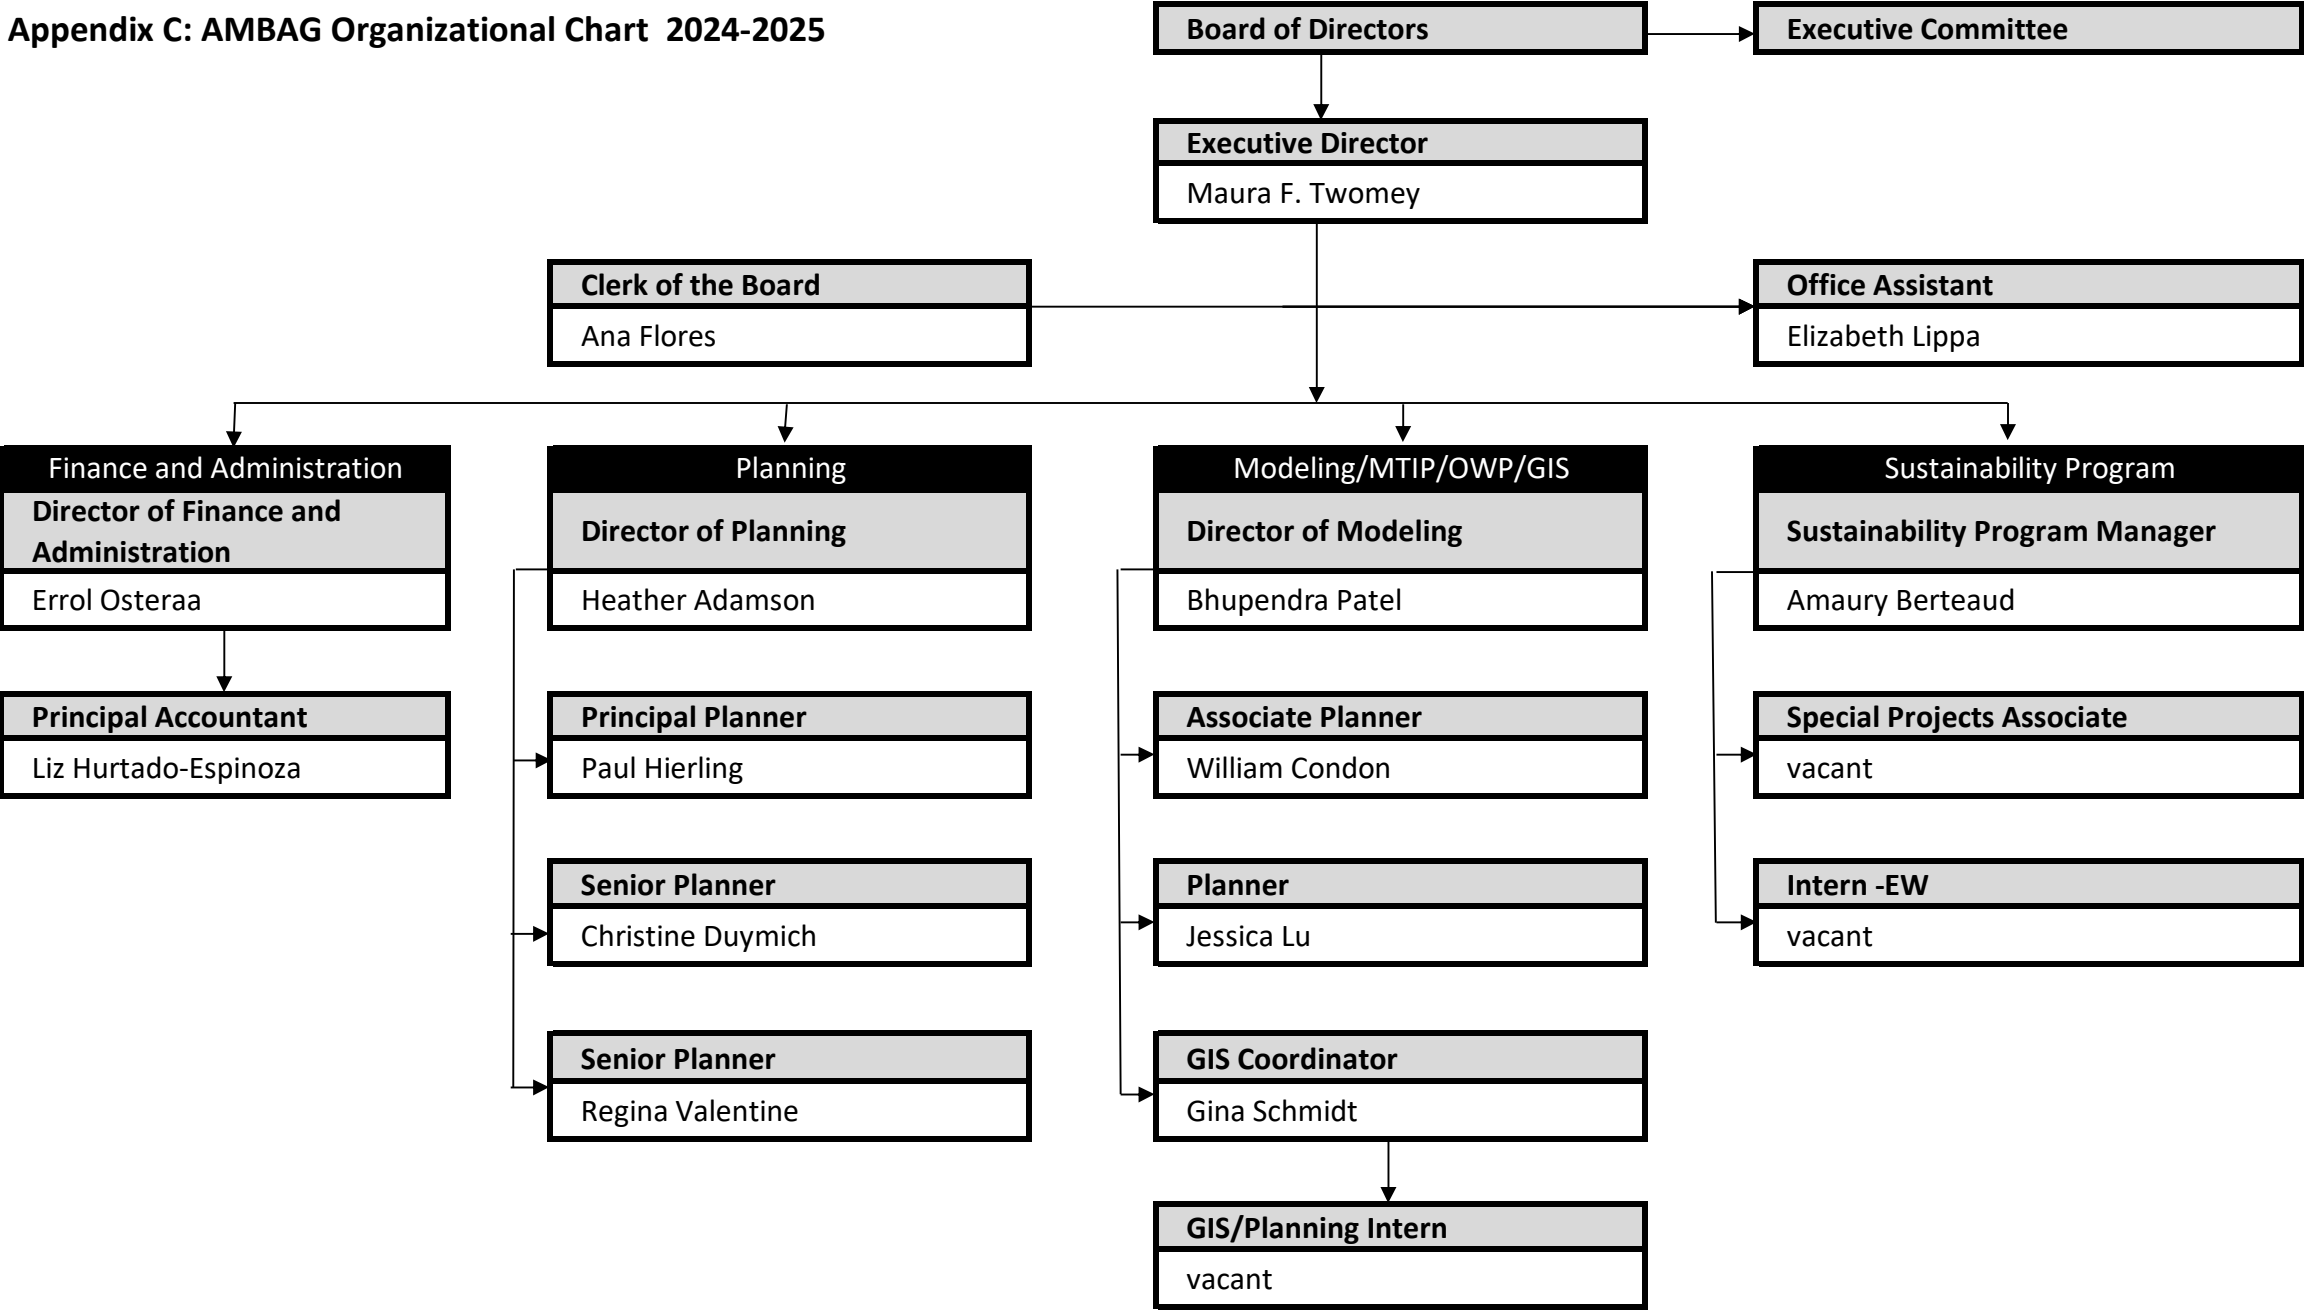 Appendix C: AMBAG Organizational Chart  2024-2025
Board of Directors
Executive Committee
Executive Director
Maura F. Twomey
Clerk of the Board
Ana Flores
Office Assistant
Elizabeth Lippa
Finance and Administration
Director of Finance and
Administration
Errol Osteraa
Principal Accountant
Liz Hurtado-Espinoza
Planning
Director of Planning
Heather Adamson
Principal Planner
Paul Hierling
Senior Planner
Christine Duymich
Senior Planner
Regina Valentine
Modeling/MTIP/OWP/GIS
Director of Modeling
Bhupendra Patel
Associate Planner
William Condon
Planner
Jessica Lu
GIS Coordinator
Gina Schmidt
GIS/Planning Intern
vacant
Sustainability Program
Sustainability Program Manager
Amaury Berteaud
Special Projects Associate
vacant
Intern -EW
vacant